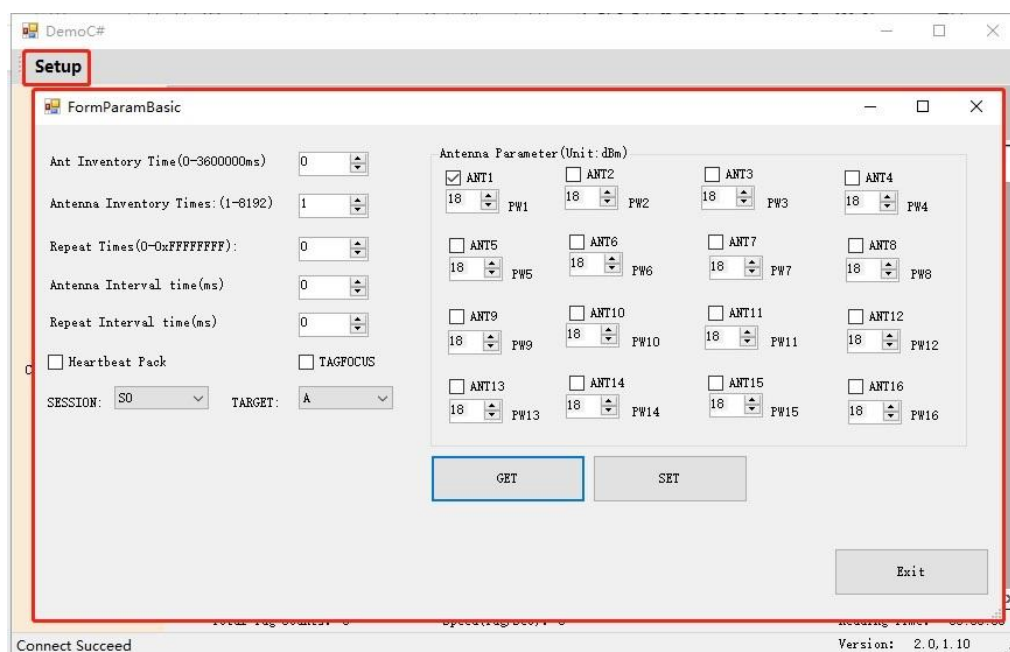 DemoC#
Setup
FormParamBasic
Ant Inventory Time(0-3600000ms) 0
Antenna Inventory Times:(1-8192) 1
Repeat Times(0-0xFFFFFFFF): 0
Antenna Interval time(ms) 0
Repeat Interval time(ms) 0
Heartbeat Pack TAGFOCUS
SESSION: S0 TARGET: A
Antenna Parameter(Unit:dBm)
ANT1 ANT2 ANT3 ANT4
18 PW1 18 PW2 18 PW3 18 PW4
ANT5 ANT6 ANT7 ANT8
18 PW5 18 PW6 18 PW7 18 PW8
ANT9 ANT10 ANT11 ANT12
18 PW9 18 PW10 18 PW11 18 PW12
ANT13 ANT14 ANT15 ANT16
18 PW13 18 PW14 18 PW15 18 PW16
GET SET
Exit
Connect Succeed Version: 2.0,1.10